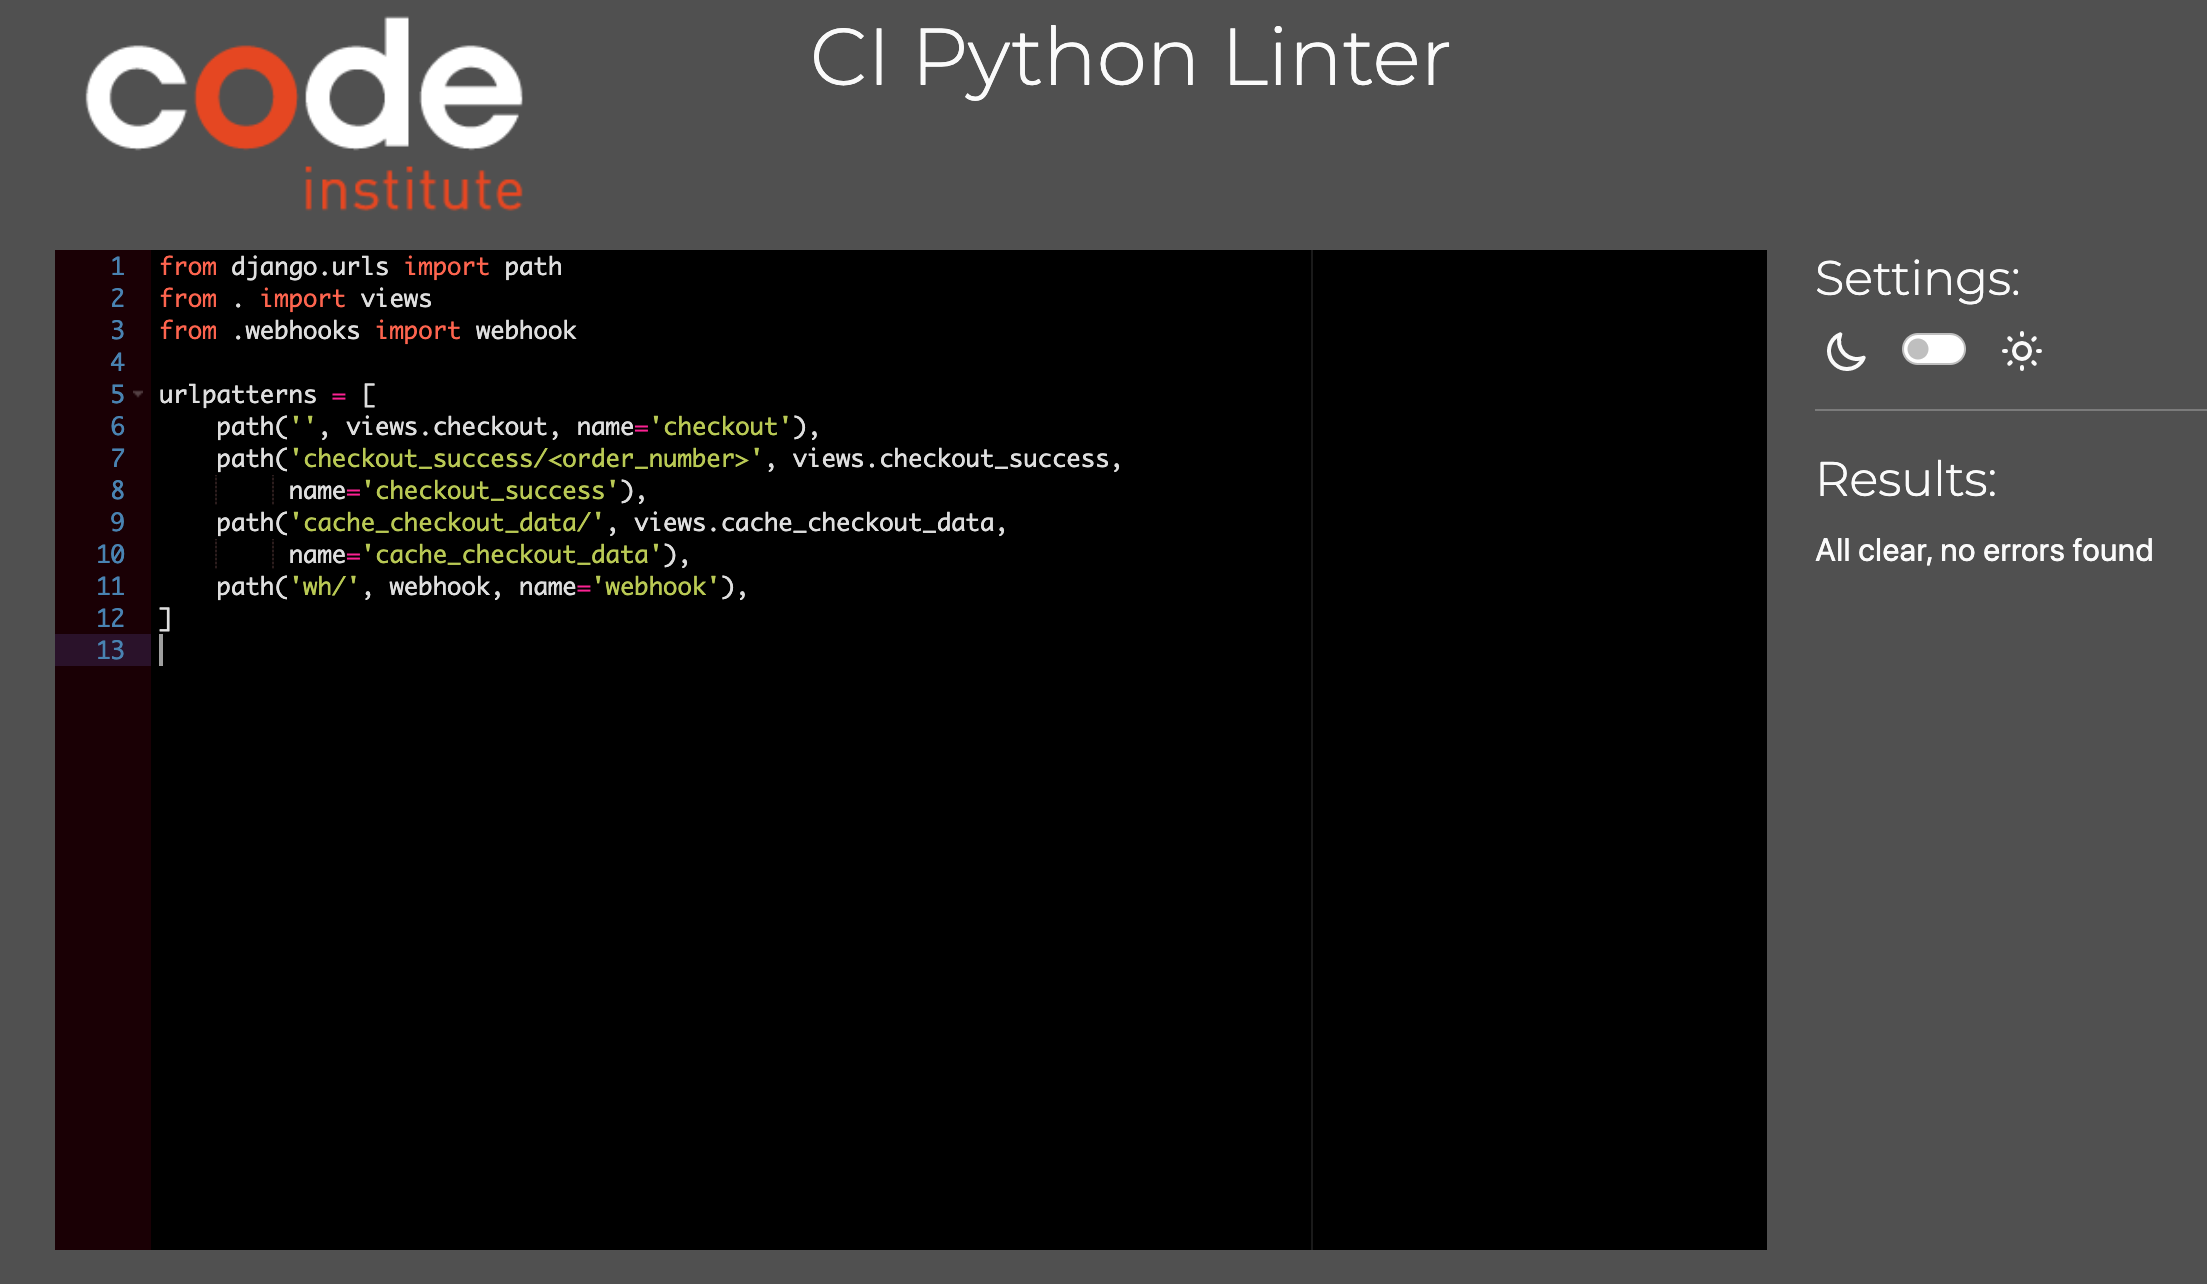 code
institute
CI Python Linter
1 from django.urls import path
2 from . import views
3 from .webhooks import webhook
4
5 urlpatterns = [
6     path('', views.checkout, name='checkout'),
7     path('checkout_success/<order_number>', views.checkout_success,
8          name='checkout_success'),
9     path('cache_checkout_data/', views.cache_checkout_data,
10          name='cache_checkout_data'),
11     path('wh/', webhook, name='webhook'),
12 ]
13
Settings:
Results:
All clear, no errors found